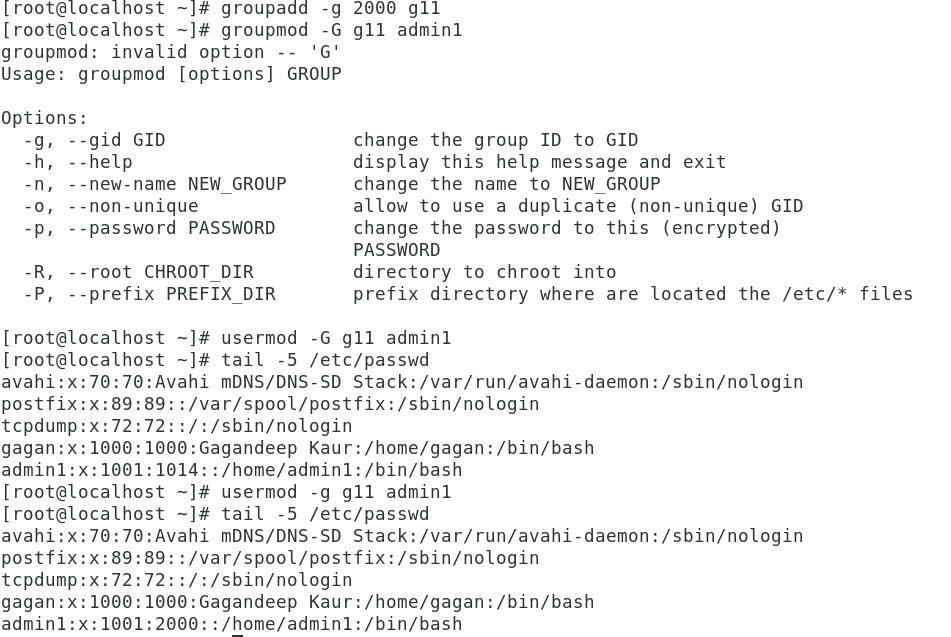 [root@localhost ~]# groupadd -g 2000 g11
[root@localhost ~]# groupmod -G g11 admin1
groupmod: invalid option -- 'G'
Usage: groupmod [options] GROUP

Options:
  -g, --gid GID                 change the group ID to GID
  -h, --help                    display this help message and exit
  -n, --new-name NEW_GROUP      change the name to NEW_GROUP
  -o, --non-unique              allow to use a duplicate (non-unique) GID
  -p, --password PASSWORD       change the password to this (encrypted)
                                PASSWORD
  -R, --root CHROOT_DIR         directory to chroot into
  -P, --prefix PREFIX_DIR       prefix directory where are located the /etc/* files

[root@localhost ~]# usermod -G g11 admin1
[root@localhost ~]# tail -5 /etc/passwd
avahi:x:70:70:Avahi mDNS/DNS-SD Stack:/var/run/avahi-daemon:/sbin/nologin
postfix:x:89:89::/var/spool/postfix:/sbin/nologin
tcpdump:x:72:72::/:/sbin/nologin
gagan:x:1000:1000:Gagandeep Kaur:/home/gagan:/bin/bash
admin1:x:1001:1014::/home/admin1:/bin/bash
[root@localhost ~]# usermod -g g11 admin1
[root@localhost ~]# tail -5 /etc/passwd
avahi:x:70:70:Avahi mDNS/DNS-SD Stack:/var/run/avahi-daemon:/sbin/nologin
postfix:x:89:89::/var/spool/postfix:/sbin/nologin
tcpdump:x:72:72::/:/sbin/nologin
gagan:x:1000:1000:Gagandeep Kaur:/home/gagan:/bin/bash
admin1:x:1001:2000::/home/admin1:/bin/bash